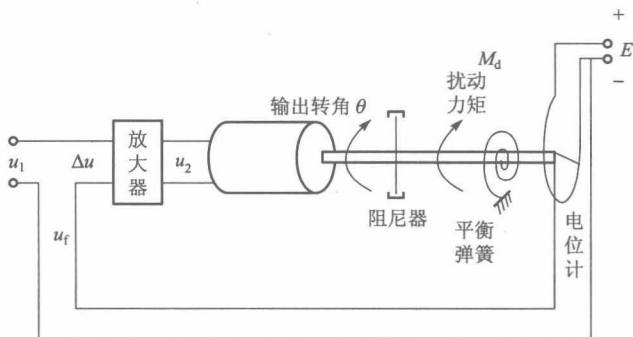 +
E
−
M_d
扰动
力矩
输出转角 θ
放大器
u_1
Δu
u_2
u_f
阻尼器
平衡
弹簧
电位计